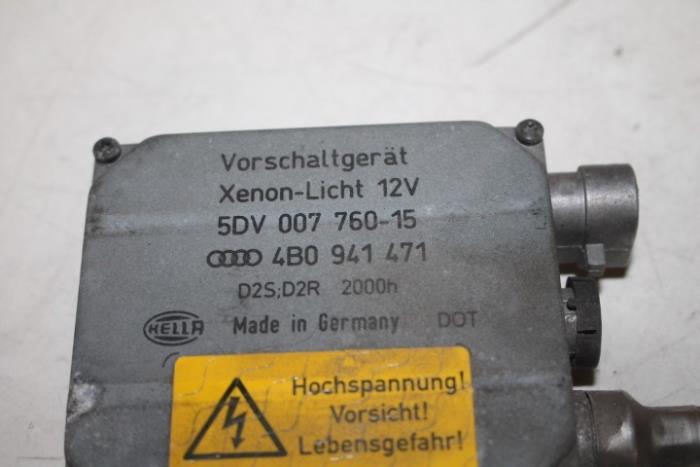 Vorschaltgerät
Xenon-Licht 12V
5DV 007 760-15
4B0 941 471
D2S;D2R 2000h
HELLA Made in Germany DOT
Hochspannung!
Vorsicht!
Lebensgefahr!